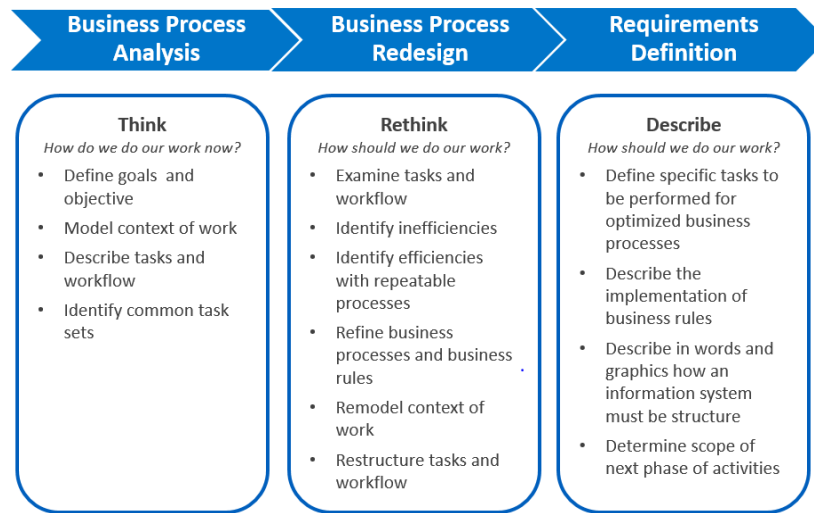 Business Process
Analysis
Business Process
Redesign
Requirements
Definition
Think
How do we do our work now?
• Define goals and
objective
• Model context of work
• Describe tasks and
workflow
• Identify common task
sets
Rethink
How should we do our work?
• Examine tasks and
workflow
• Identify inefficiencies
• Identify efficiencies
with repeatable
processes
• Refine business
processes and business
rules
• Remodel context of
work
• Restructure tasks and
workflow
Describe
How should we do our work?
• Define specific tasks to
be performed for
optimized business
processes
• Describe the
implementation of
business rules
• Describe in words and
graphics how an
information system
must be structure
• Determine scope of
next phase of activities